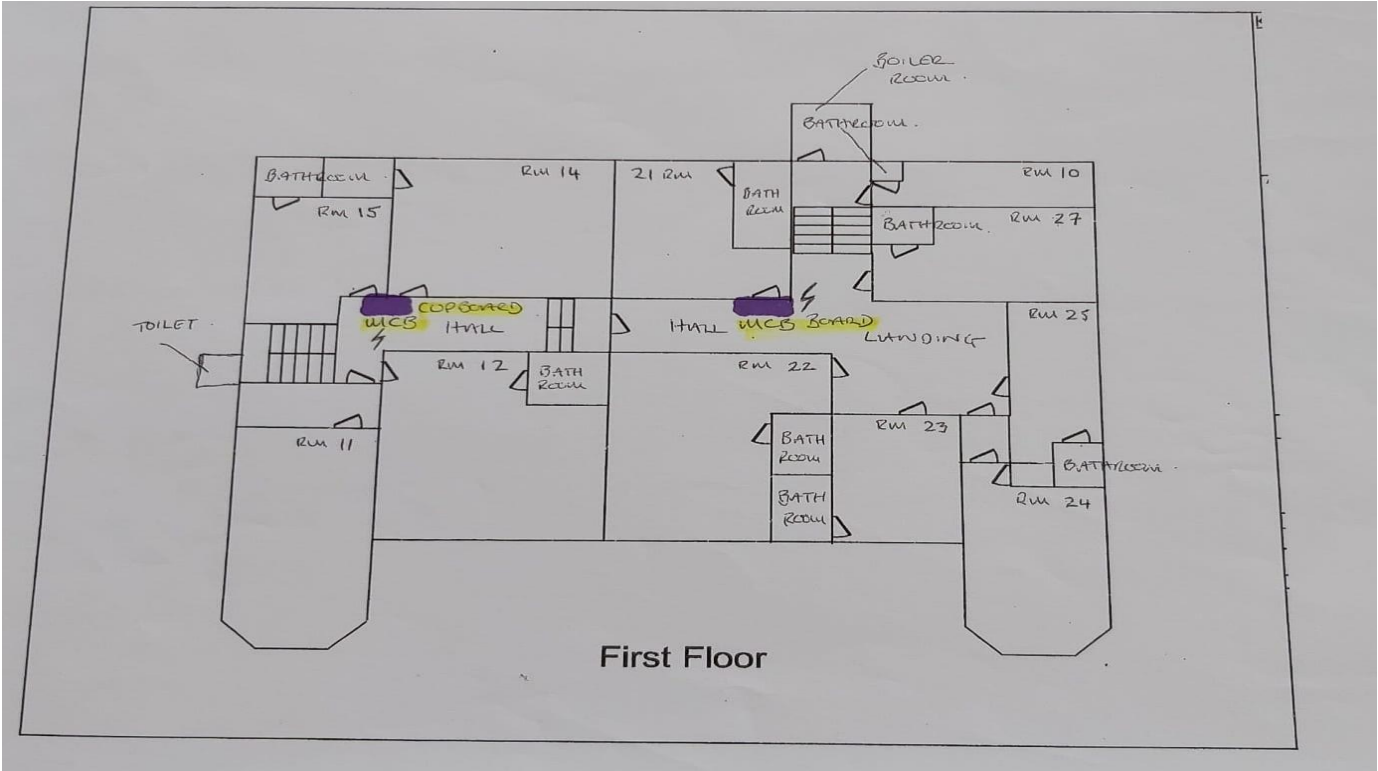 BOILER
ROOM.
BATHROOM.
BATHROOM
RM 14
21 RM
RM 10
RM 15
BATH
ROOM
BATHROOM.
RM 27
COPBOARD
MCB
HALL
HALL
MCB BOARD
LANDING
RM 25
TOILET.
RM 12
BATH
ROOM
RM 22
RM 11
RM 23
BATH
ROOM
BATHROOM.
BATH
ROOM
RM 24
First Floor